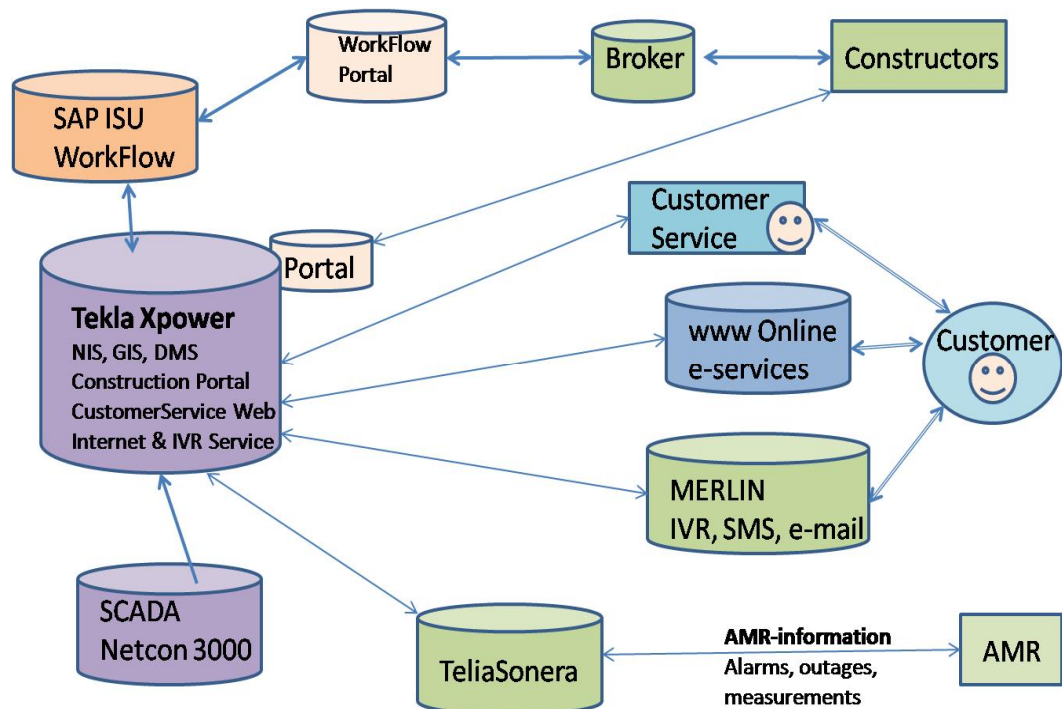 WorkFlow
Portal
Broker
Constructors
SAP ISU
WorkFlow
Customer
Service
Portal
Tekla Xpower
NIS, GIS, DMS
Construction Portal
CustomerService Web
Internet & IVR Service
www Online
e-services
Customer
MERLIN
IVR, SMS, e-mail
SCADA
Netcon 3000
TeliaSonera
AMR-information
Alarms, outages,
measurements
AMR